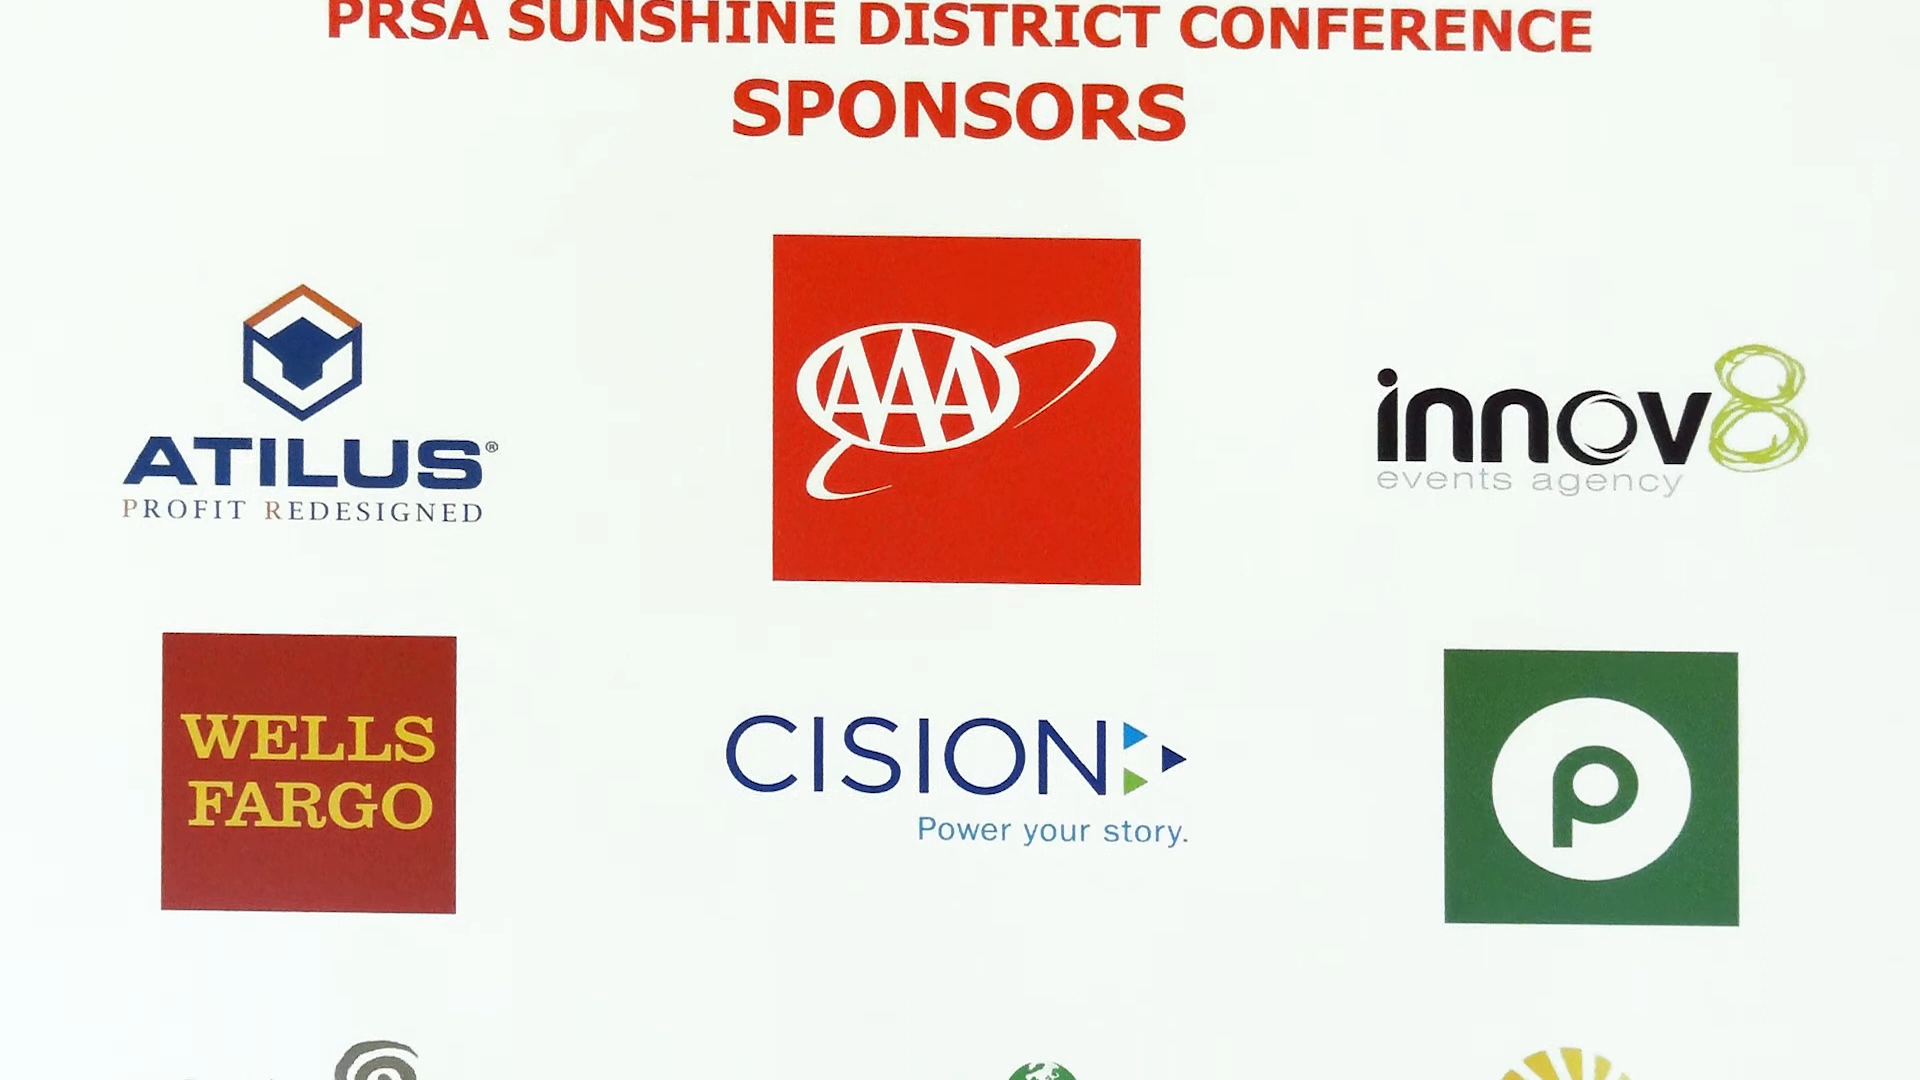 PRSA SUNSHINE DISTRICT CONFERENCE
SPONSORS
ATILUS®
PROFIT REDESIGNED
AAA
innov8
events agency
WELLS
FARGO
CISION
Power your story.
P